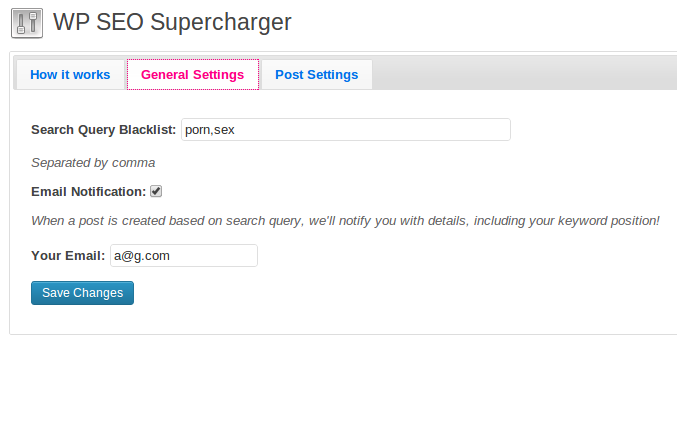 WP SEO Supercharger
How it works General Settings Post Settings
Search Query Blacklist: porn,sex
Separated by comma
Email Notification:
When a post is created based on search query, we'll notify you with details, including your keyword position!
Your Email: a@g.com
Save Changes